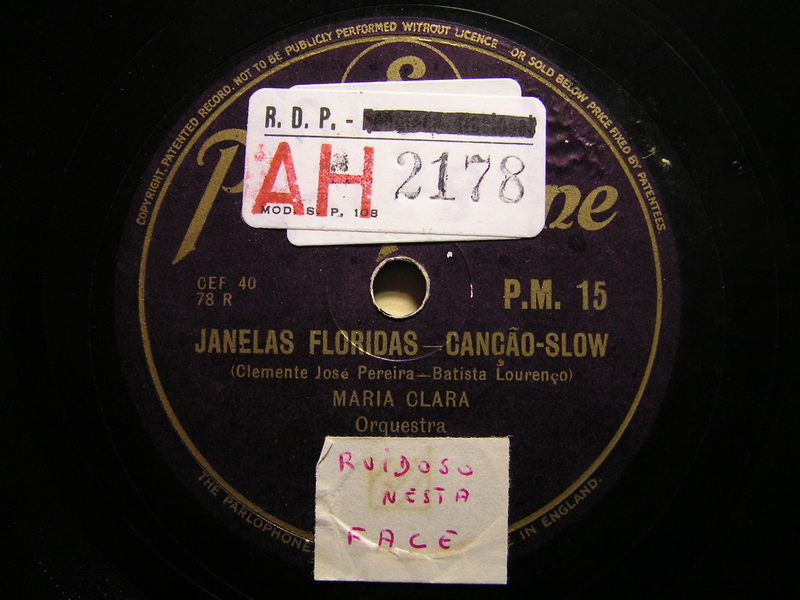 COPYRIGHT. PATENTED RECORD. NOT TO BE PUBLICLY PERFORMED WITHOUT LICENCE OR SOLD BELOW PRICE FIXED BY PATENTEES.
R. D. P. -
AH 2178
MOD. S. P. 108
P ne
CEF 40
78 R
P.M. 15
JANELAS FLORIDAS—CANÇÃO-SLOW
(Clemente José Pereira—Batista Lourenço)
MARIA CLARA
Orquestra
RUIDOSO
NESTA
FACE
THE PARLOPHONE IN ENGLAND.